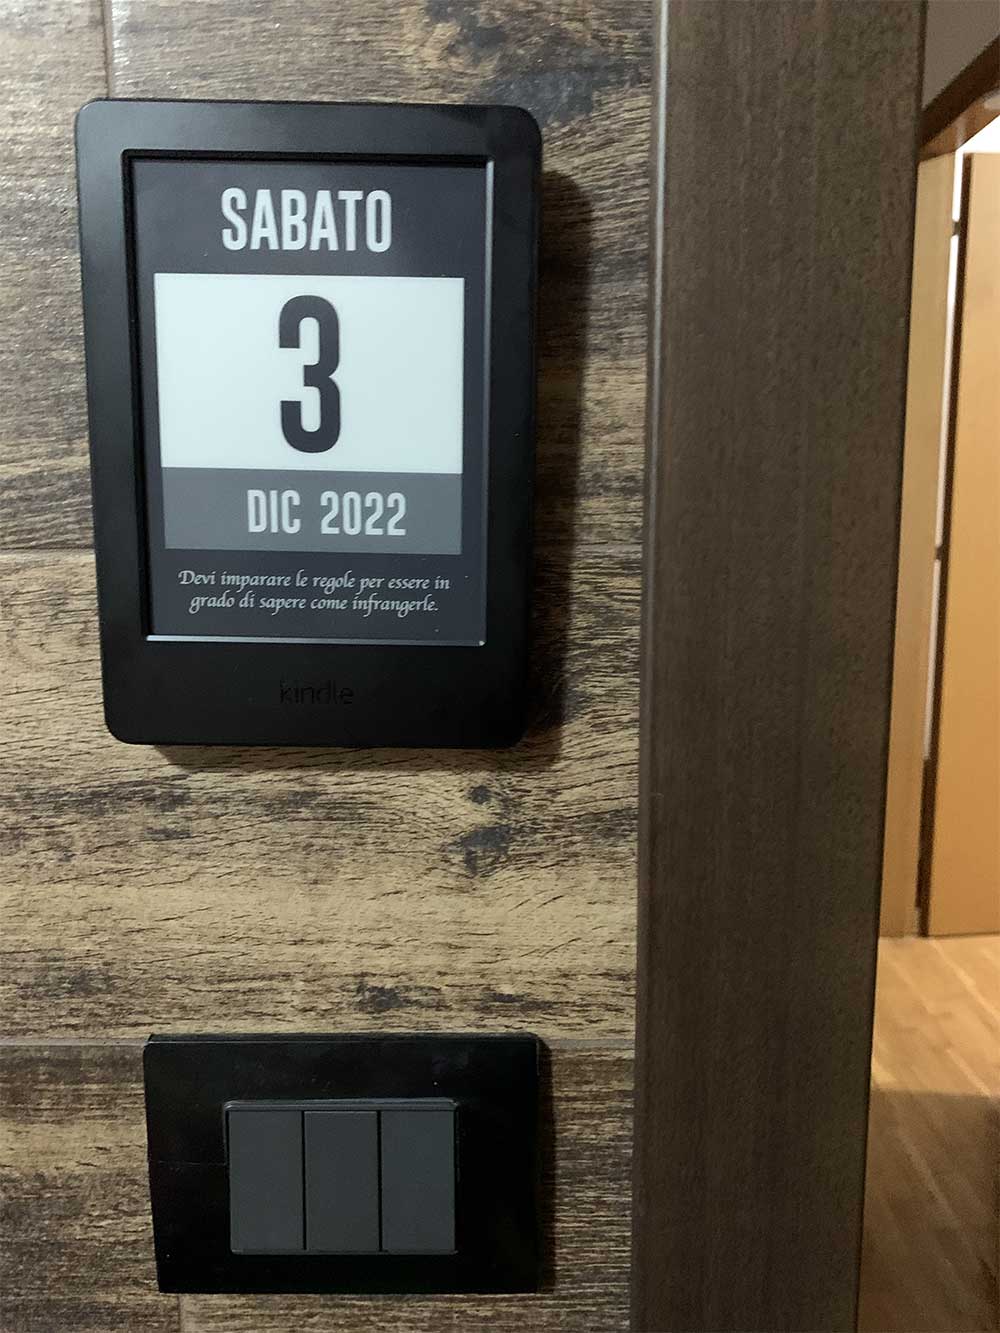 SABATO
3
DIC 2022
Devi imparare le regole per essere in
grado di sapere come infrangerle.
kindle